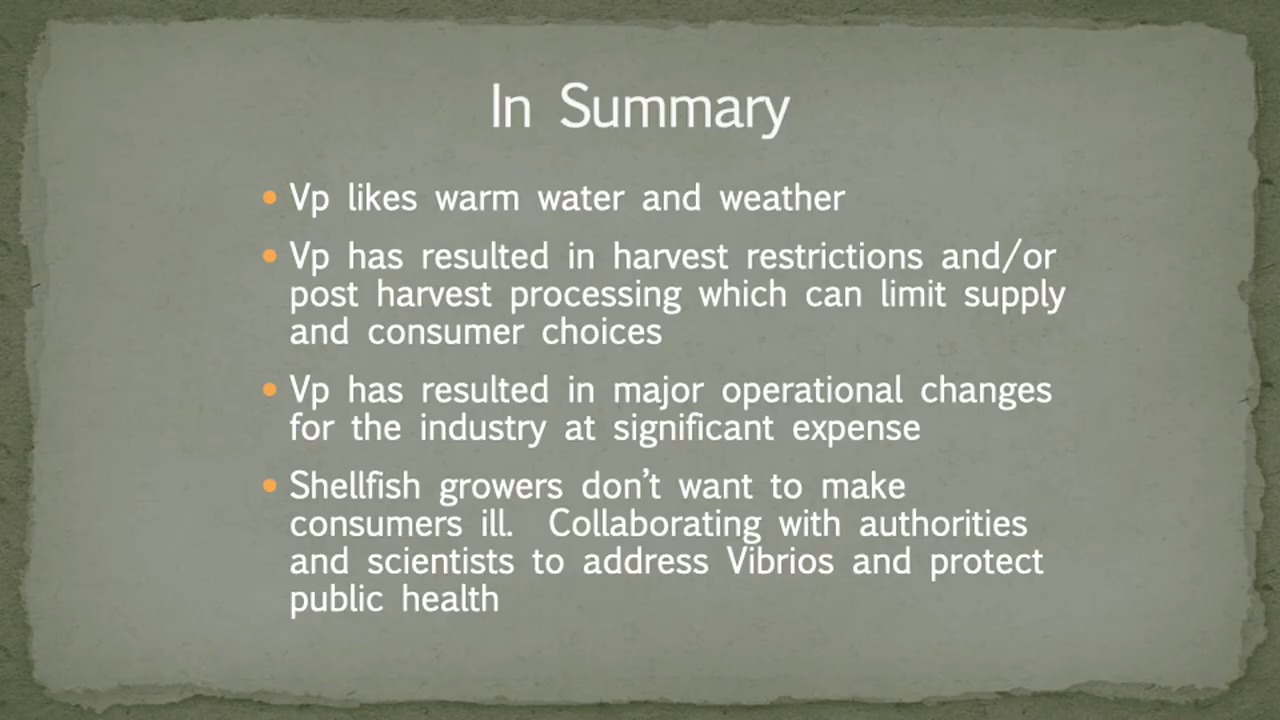 In Summary
• Vp likes warm water and weather
• Vp has resulted in harvest restrictions and/or
post harvest processing which can limit supply
and consumer choices
• Vp has resulted in major operational changes
for the industry at significant expense
• Shellfish growers don’t want to make
consumers ill.  Collaborating with authorities
and scientists to address Vibrios and protect
public health